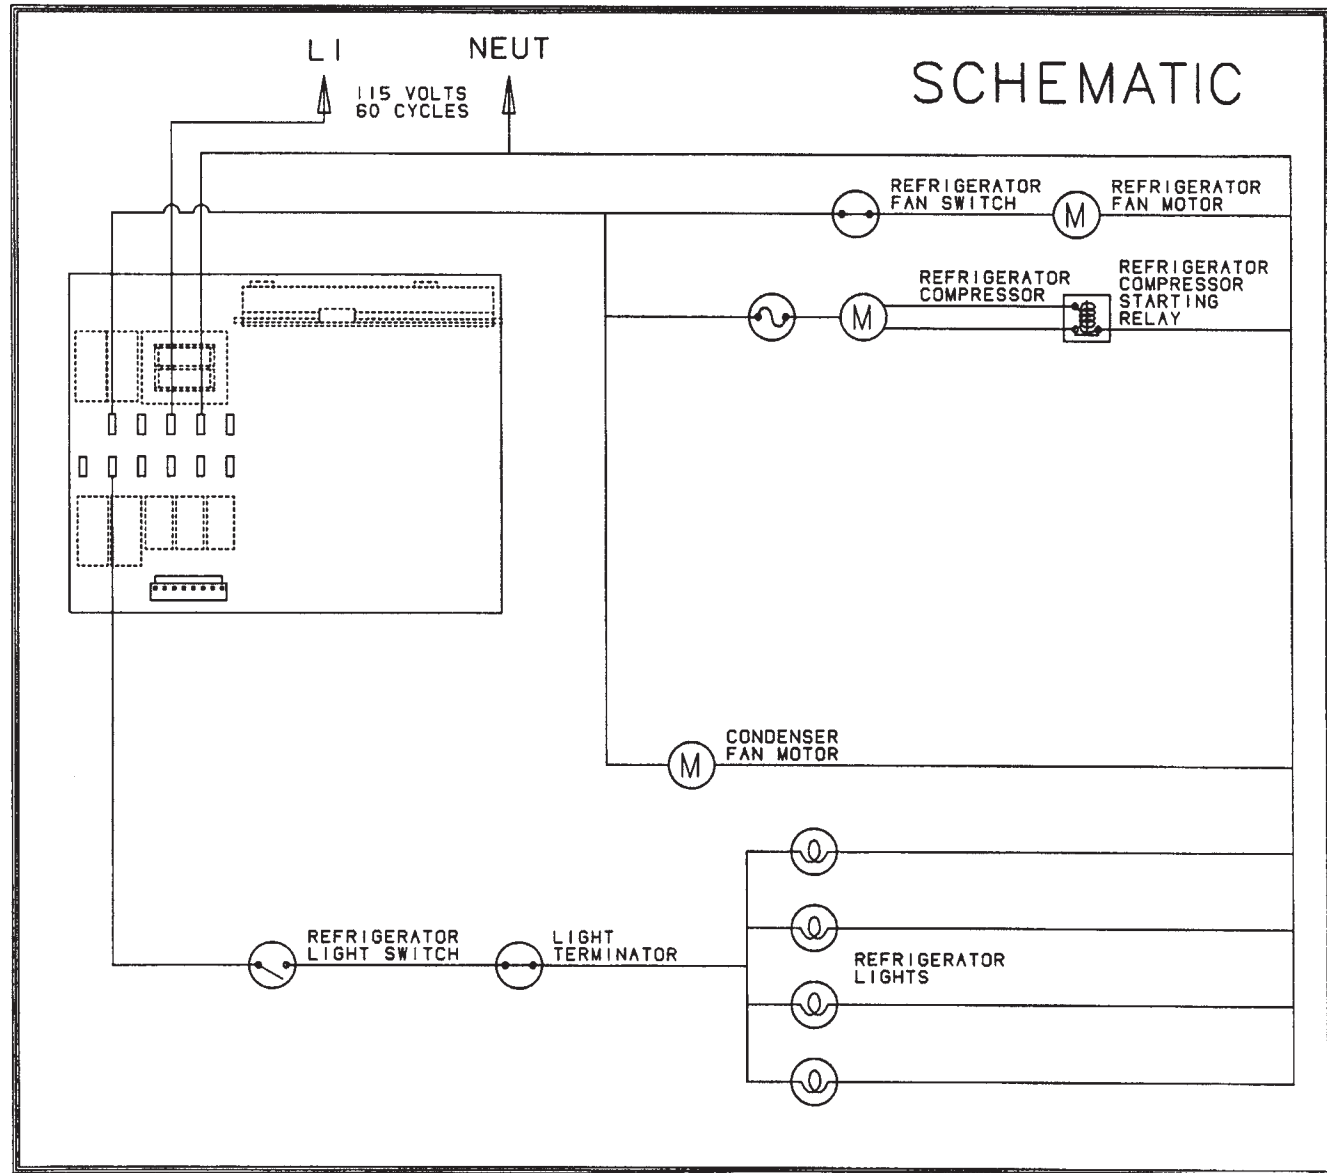 L1
NEUT
115 VOLTS
60 CYCLES
SCHEMATIC
REFRIGERATOR
FAN SWITCH
M
REFRIGERATOR
FAN MOTOR
M
REFRIGERATOR
COMPRESSOR
REFRIGERATOR
COMPRESSOR
STARTING
RELAY
M
CONDENSER
FAN MOTOR
REFRIGERATOR
LIGHT SWITCH
LIGHT
TERMINATOR
REFRIGERATOR
LIGHTS